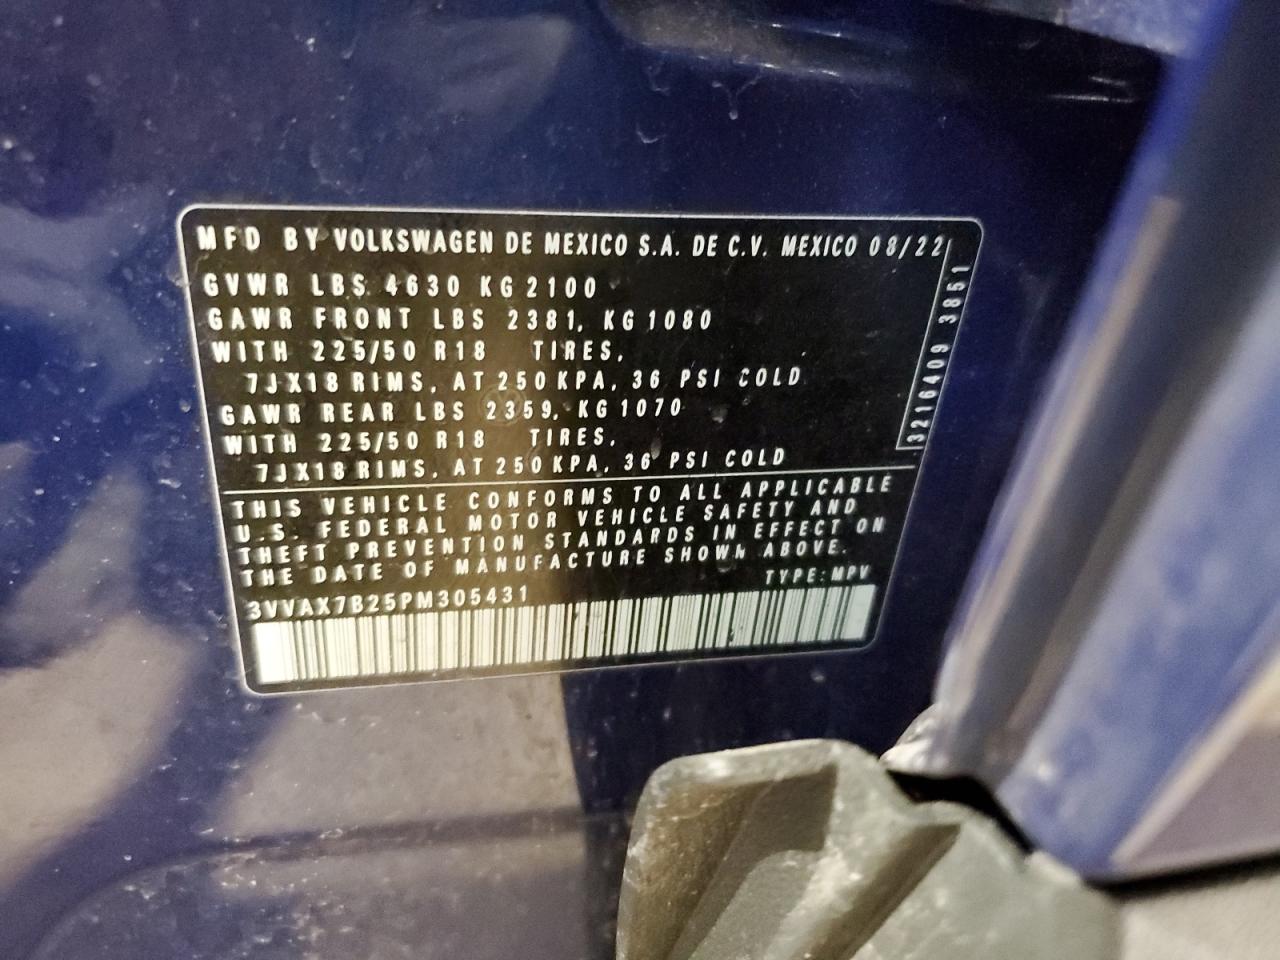 MFD BY VOLKSWAGEN DE MEXICO S.A. DE C.V. MEXICO 08/22
GVWR LBS 4630 KG 2100
GAWR FRONT LBS 2381, KG 1080
WITH 225/50 R18 TIRES,
7JX18 RIMS, AT 250 KPA, 36 PSI COLD
GAWR REAR LBS 2359, KG 1070
WITH 225/50 R18 TIRES,
7JX18 RIMS, AT 250 KPA, 36 PSI COLD
3216409 3851
THIS VEHICLE CONFORMS TO ALL APPLICABLE
U.S. FEDERAL MOTOR VEHICLE SAFETY AND
THEFT PREVENTION STANDARDS IN EFFECT ON
THE DATE OF MANUFACTURE SHOWN ABOVE.
TYPE: MPV
3VVAX7B25PM305431